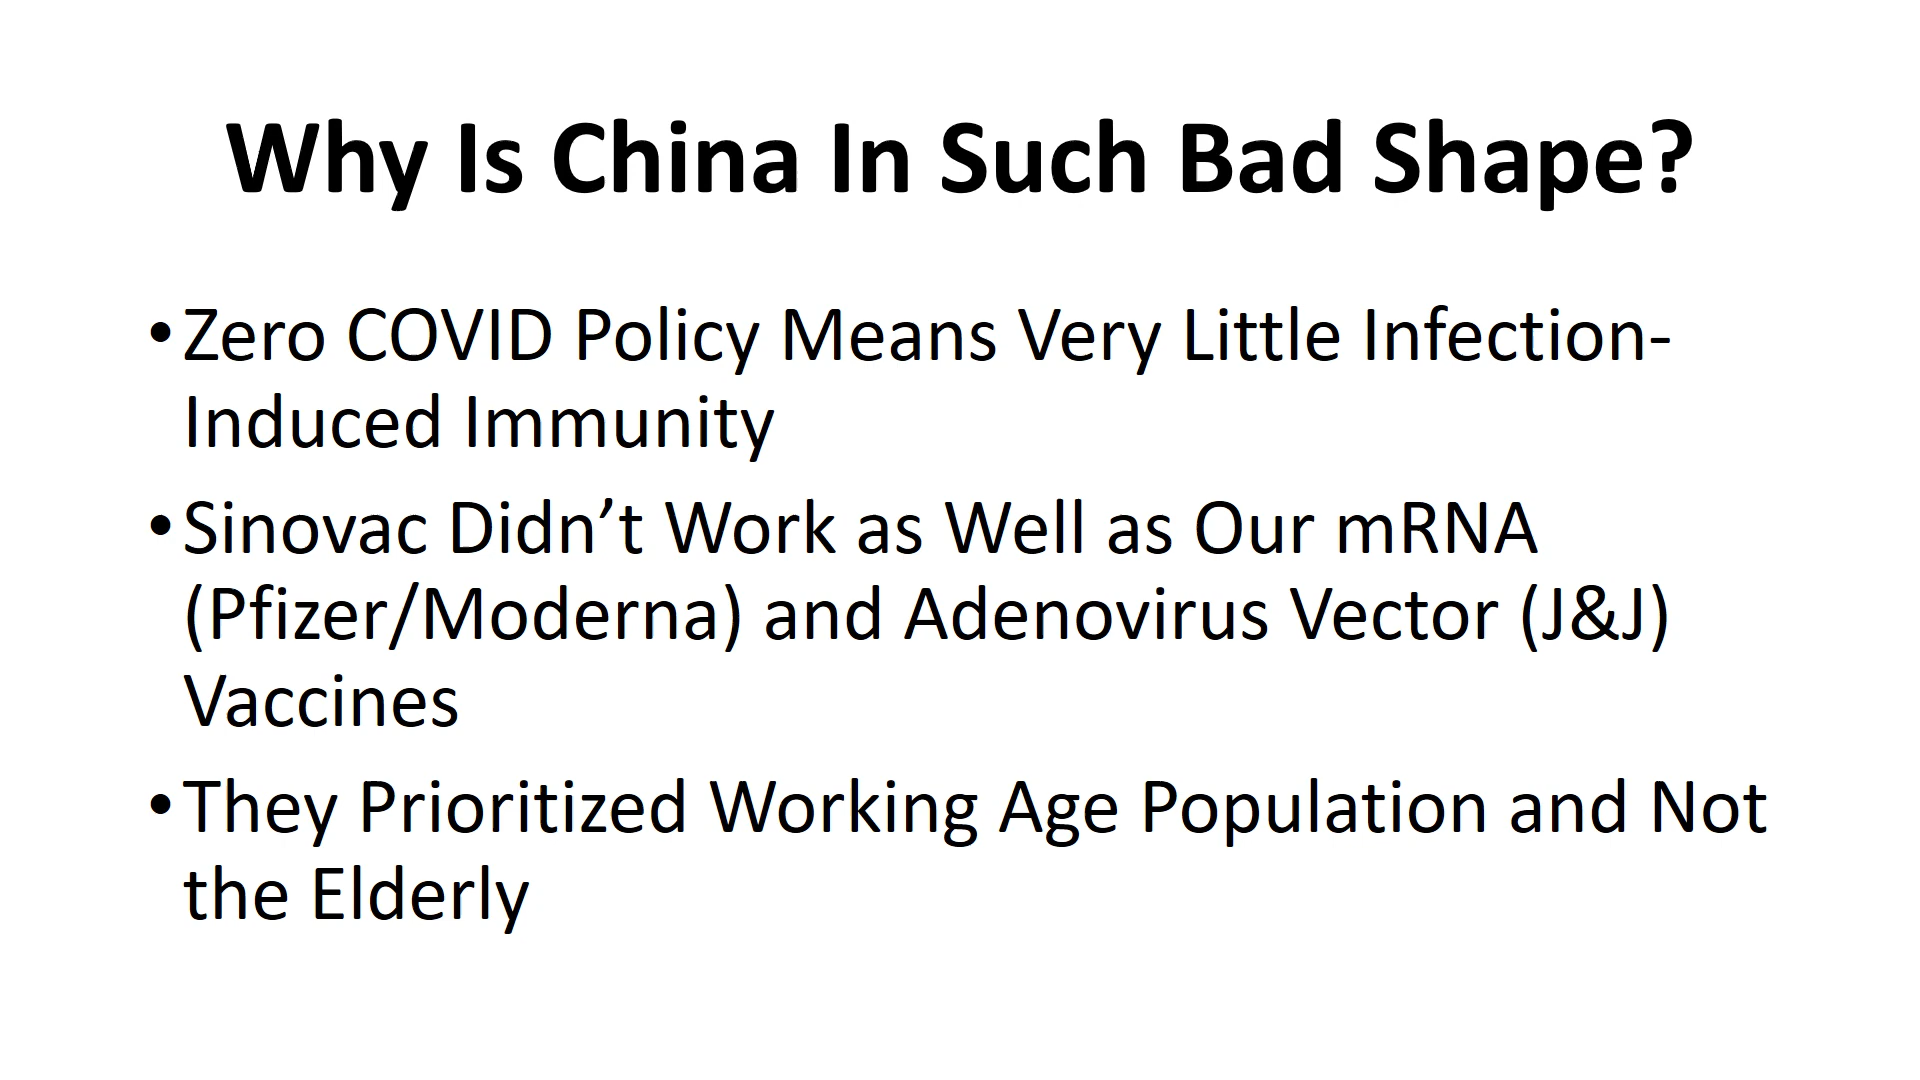 Why Is China In Such Bad Shape?
•Zero COVID Policy Means Very Little Infection-
Induced Immunity
•Sinovac Didn’t Work as Well as Our mRNA
(Pfizer/Moderna) and Adenovirus Vector (J&J)
Vaccines
•They Prioritized Working Age Population and Not
the Elderly